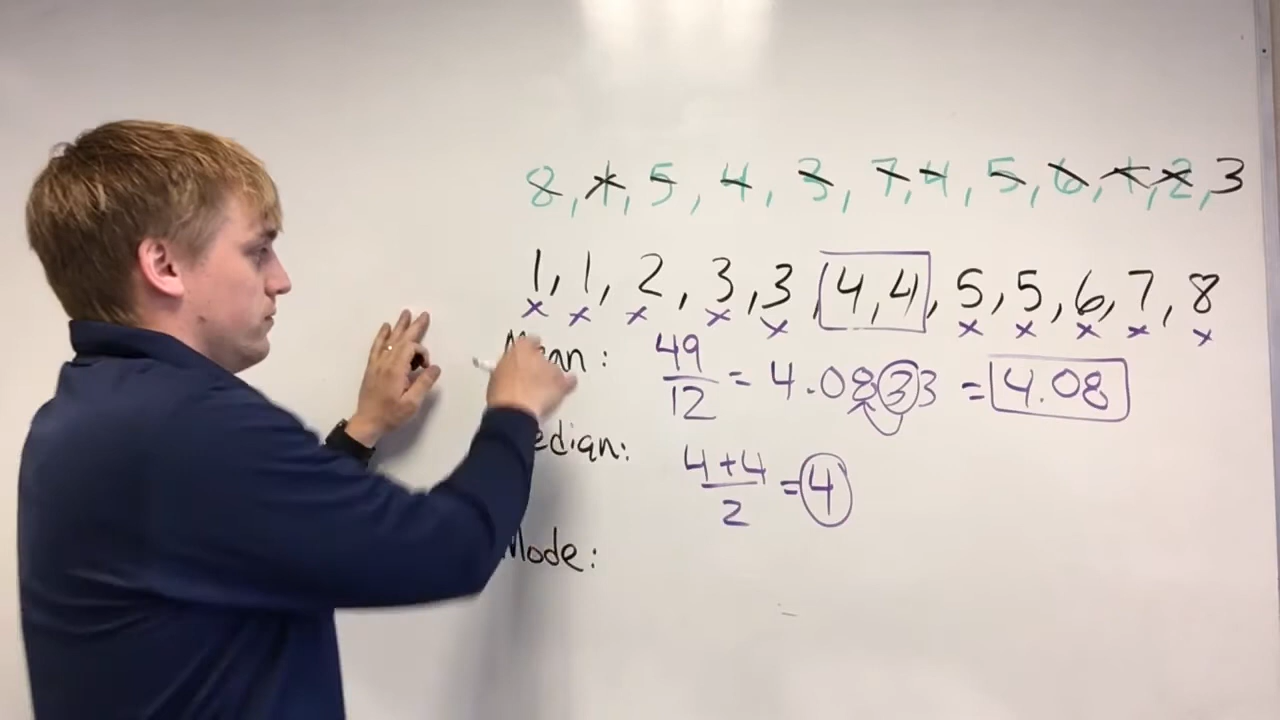 8, 1, 5, 4, 3, 7, 4, 5, 6, 1, 2, 3
1, 1, 2, 3, 3, 4, 4, 5, 5, 6, 7, 8
x x x x x x x x x x
Mean: 49/12 = 4.0833 = 4.08
edian: 4+4/2 = 4
Mode: